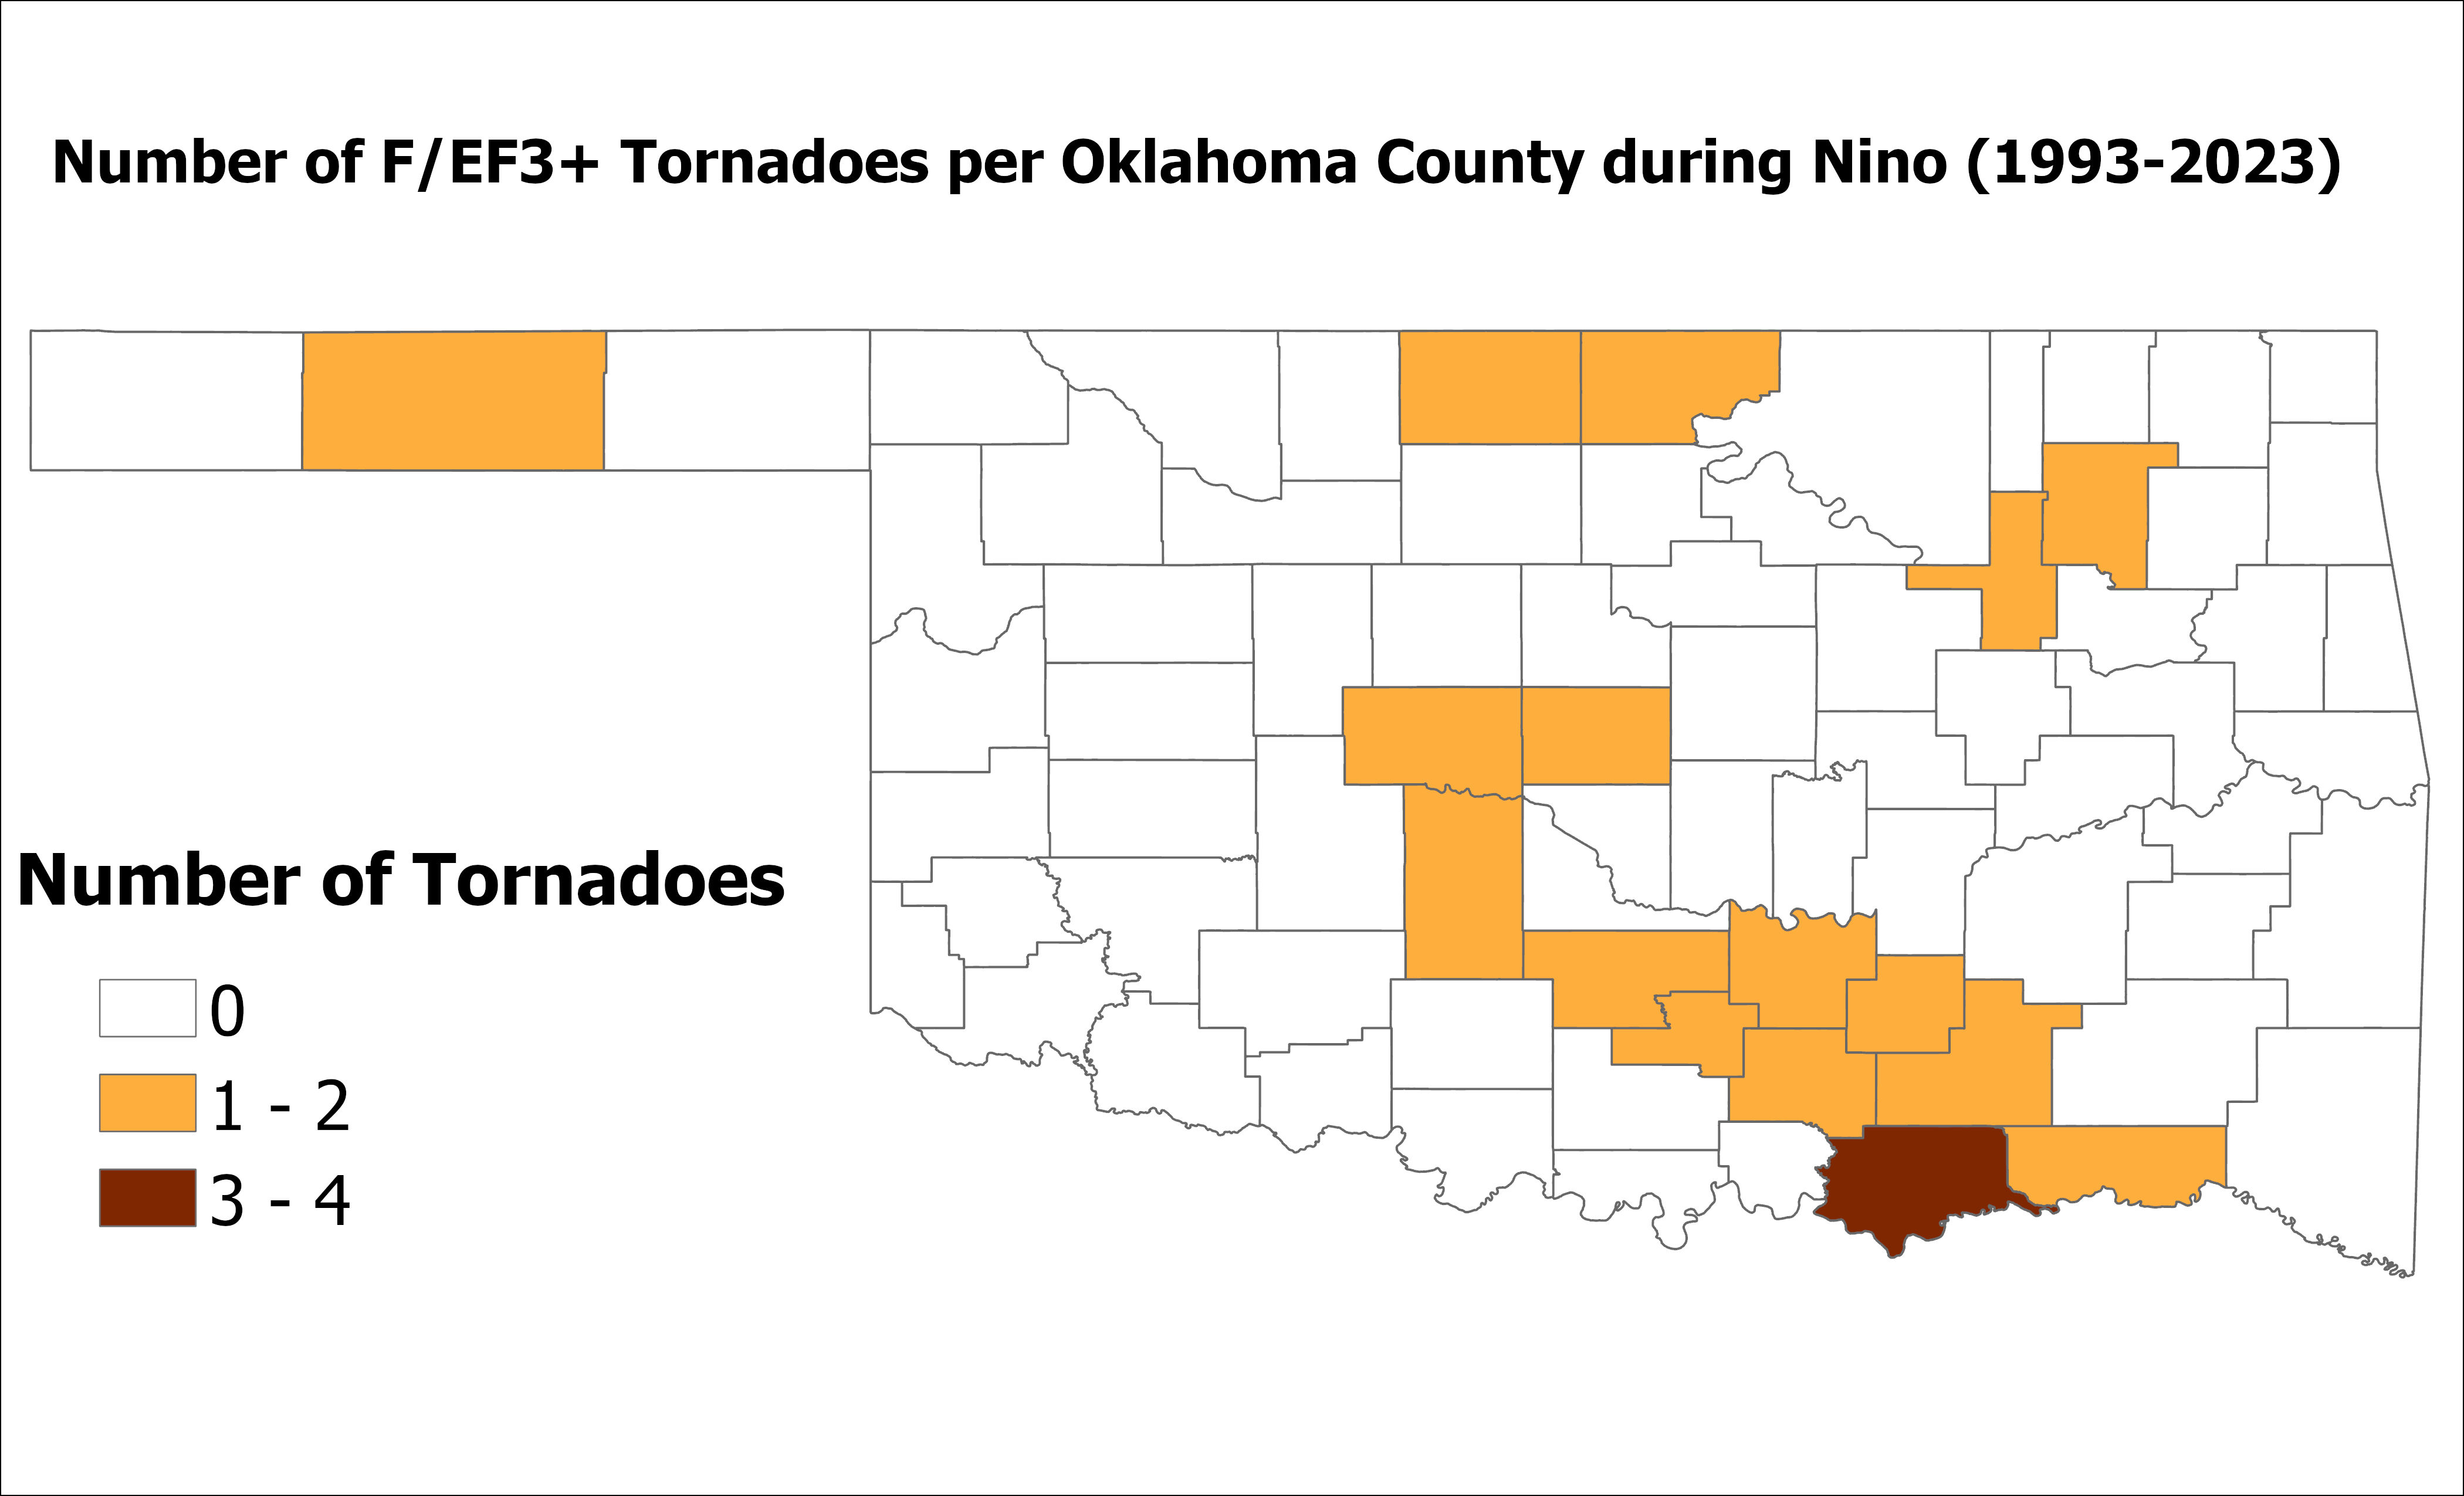 Number of F/EF3+ Tornadoes per Oklahoma County during Nino (1993-2023)
Number of Tornadoes
0
1 - 2
3 - 4